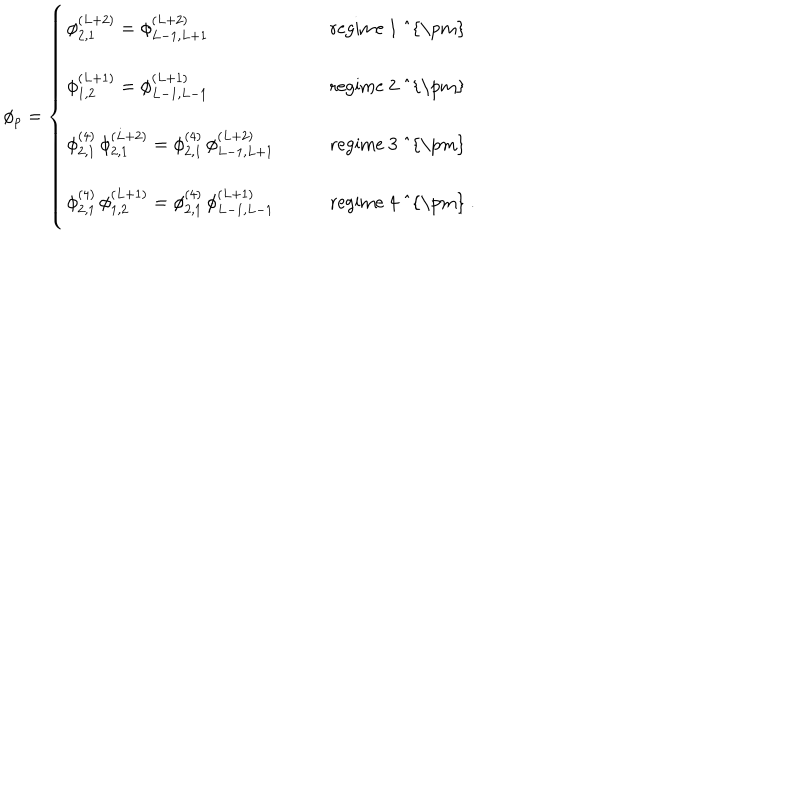 \phi_p = \begin{cases} \phi_{2,1}^{(L+2)} = \phi_{L-1,L+1}^{(L+2)} & \text{regime 1 \^{}\{\textbackslash pm\}} \\
\phi_{1,2}^{(L+1)} = \phi_{L-1,L-1}^{(L+1)} & \text{regime 2 \^{}\{\textbackslash pm\}} \\
\phi_{2,1}^{(4)} \phi_{2,1}^{(L+2)} = \phi_{2,1}^{(4)} \phi_{L-1,L+1}^{(L+2)} & \text{regime 3 \^{}\{\textbackslash pm\}} \\
\phi_{2,1}^{(4)} \phi_{1,2}^{(L+1)} = \phi_{2,1}^{(4)} \phi_{L-1,L-1}^{(L+1)} & \text{regime 4 \^{}\{\textbackslash pm\} .} \end{cases}